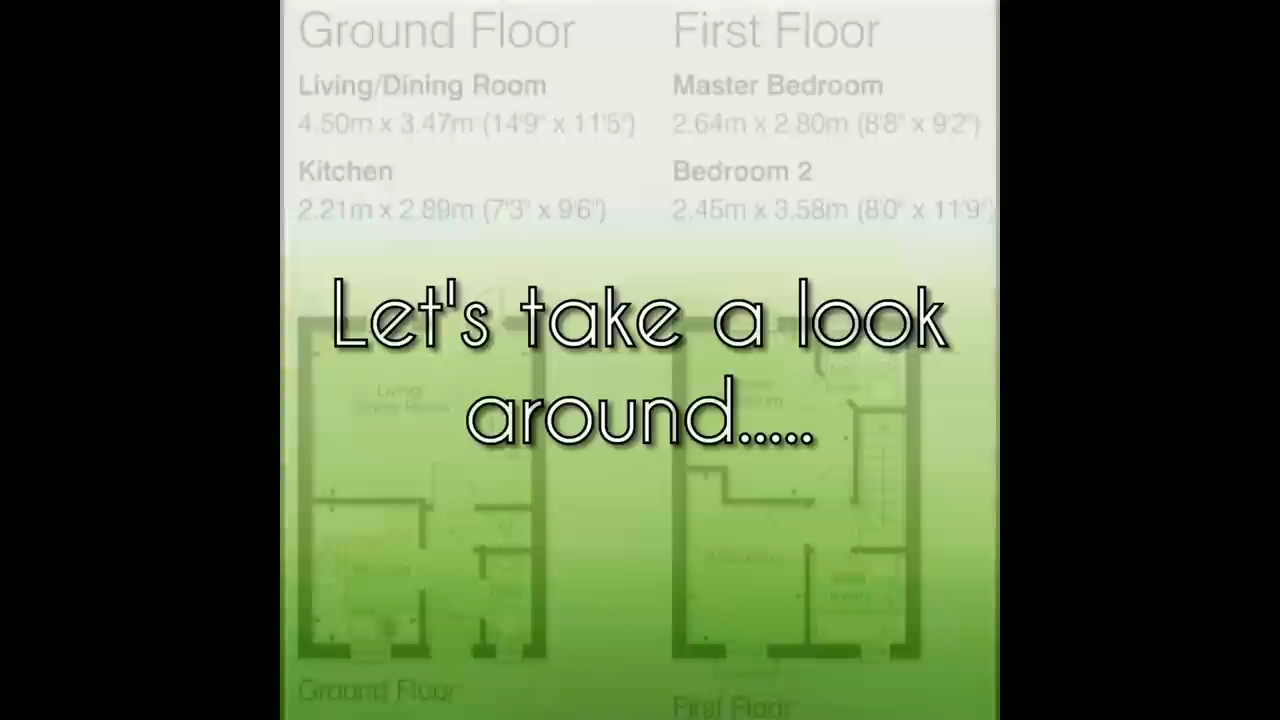 Ground Floor
Living/Dining Room
4.50m x 3.47m (14'9" x 11'5")
Kitchen
2.21m x 2.89m (7'3" x 9'6")
First Floor
Master Bedroom
2.64m x 2.80m (8'8" x 9'2")
Bedroom 2
2.45m x 3.58m (8'0" x 11'9")
Let's take a look
around.....
Living/
Ground Floor
First Floor